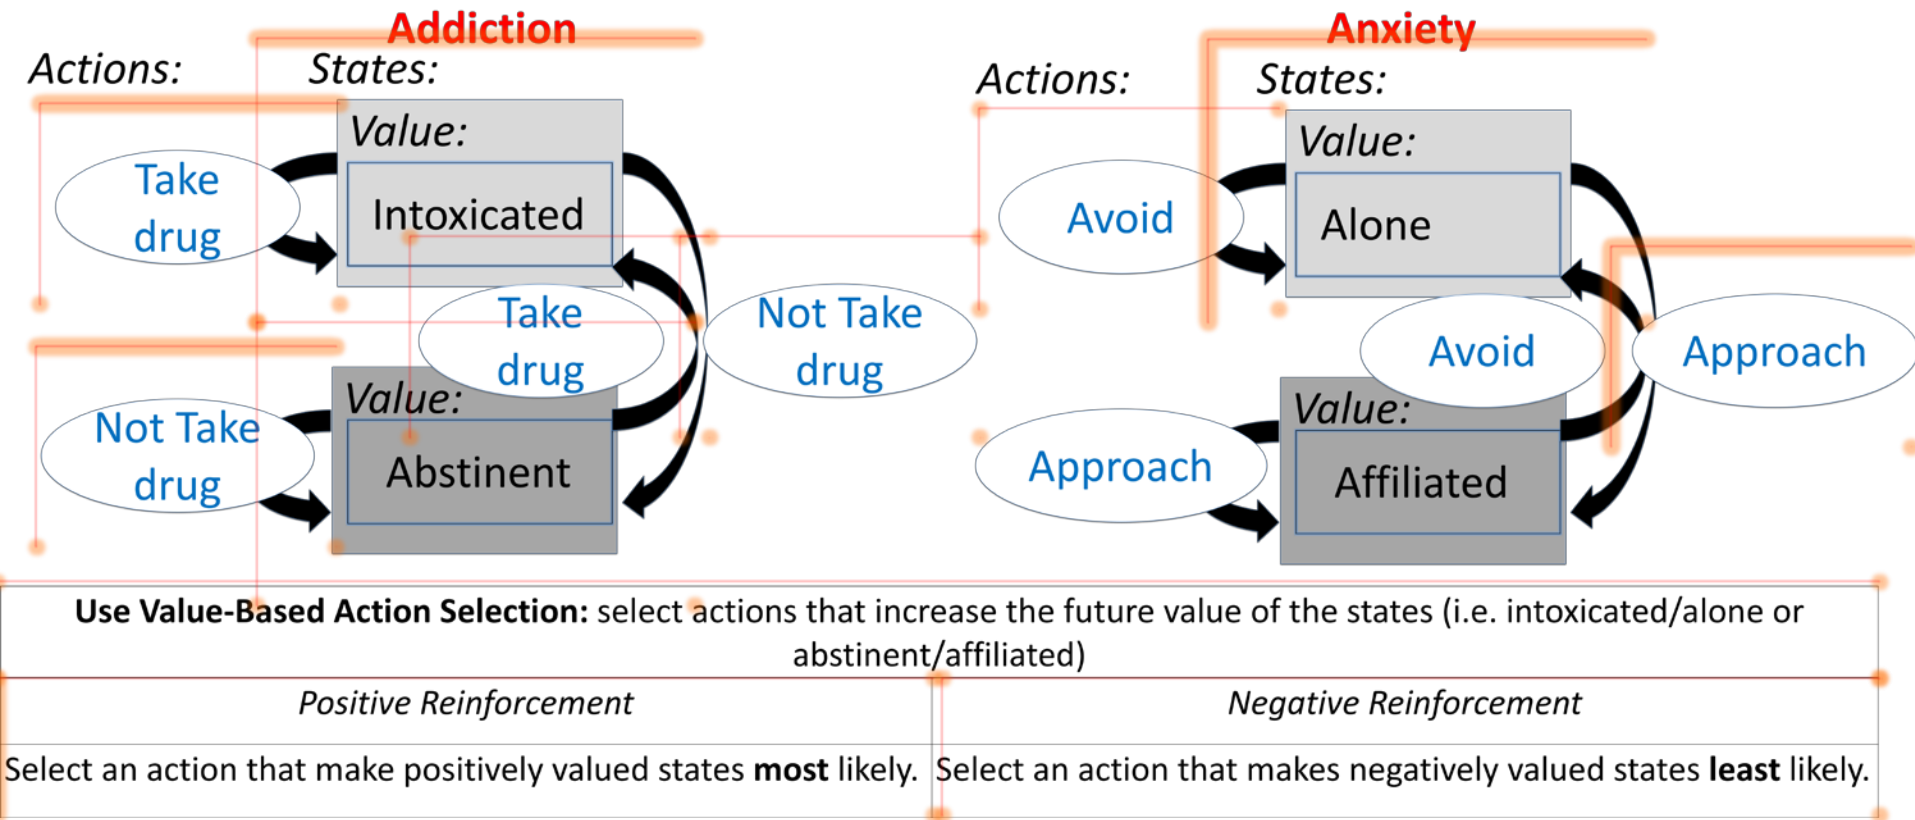 Addiction
Actions:
States:
Value:
Take
drug
Intoxicated
Take
drug
Not Take
drug
Value:
Not Take
drug
Abstinent
Anxiety
Actions:
States:
Value:
Avoid
Alone
Avoid
Approach
Value:
Approach
Affiliated
Use Value-Based Action Selection: select actions that increase the future value of the states (i.e. intoxicated/alone or
abstinent/affiliated)
Positive Reinforcement
Negative Reinforcement
Select an action that make positively valued states most likely.
Select an action that makes negatively valued states least likely.